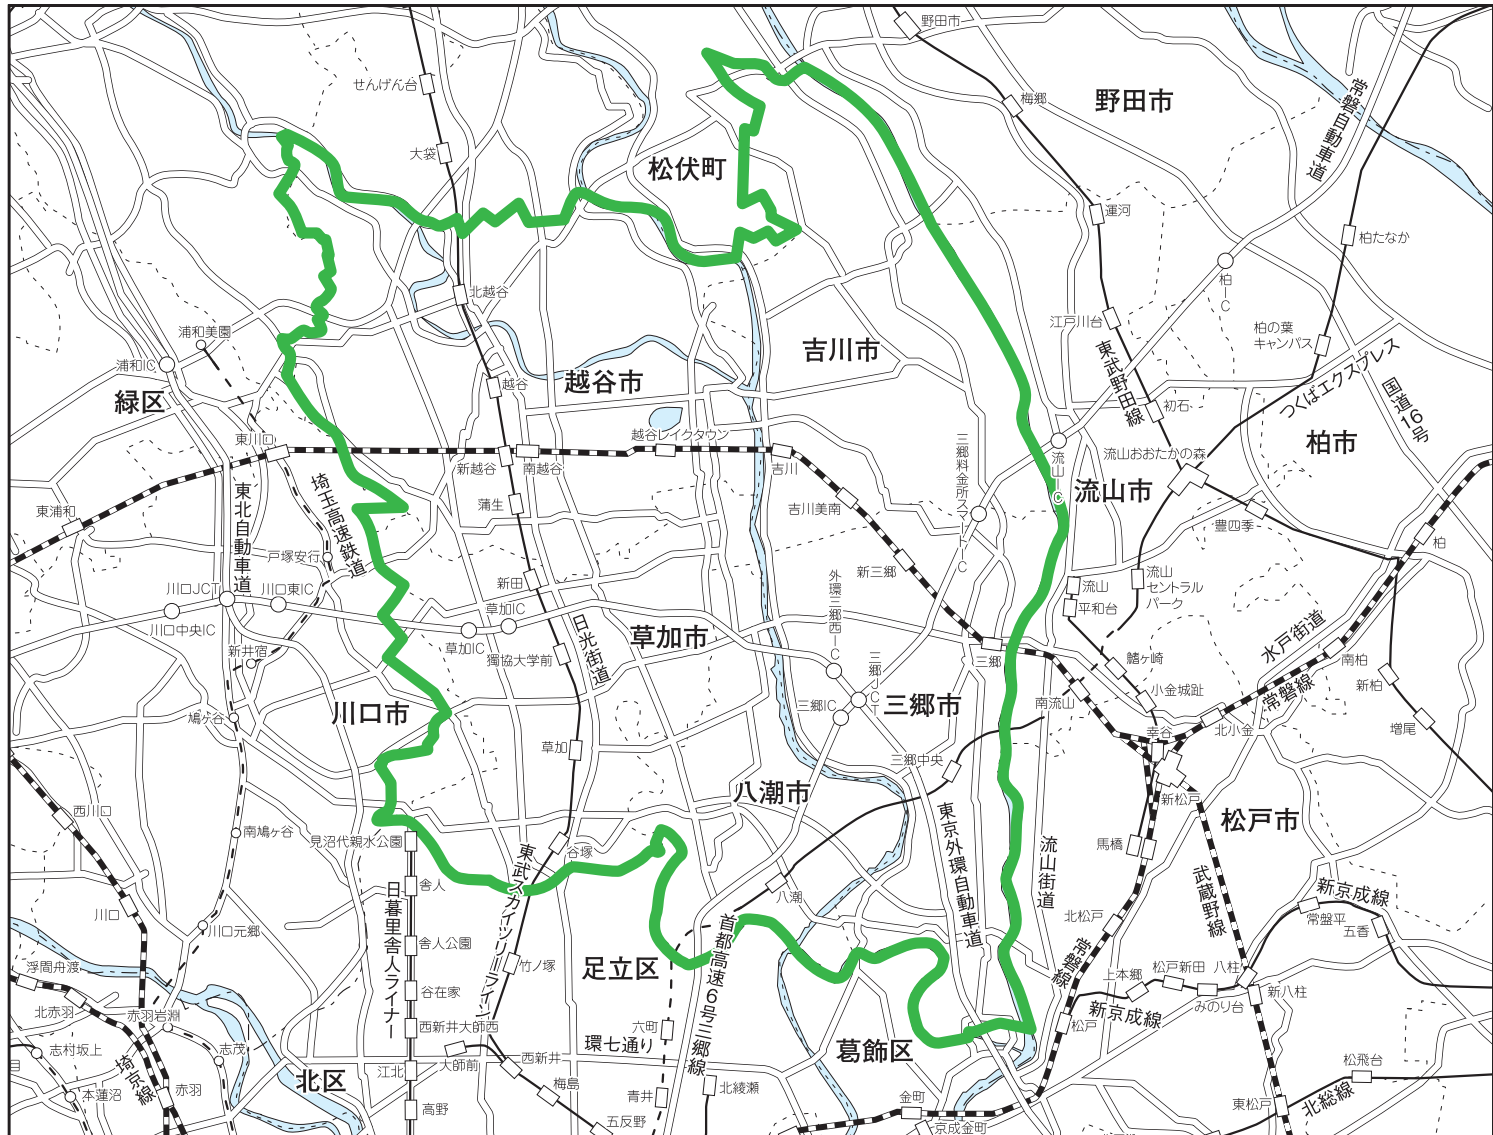 野田市
せんげん台
梅郷
野田市
常磐自動車道
大袋
松伏町
運河
柏たなか
北越谷
柏IC
江戸川台
浦和美園
浦和IC
柏の葉
キャンパス
吉川市
東武野田線
つくばエクスプレス
国道16号
越谷
越谷市
緑区
初石
東川口
越谷レイクタウン
三郷料金所スマートIC
柏市
新越谷
南越谷
吉川
流山IC
流山おおたかの森
埼玉高速鉄道
東北自動車道
蒲生
吉川美南
流山市
東浦和
豊四季
柏
戸塚安行
新三郷
外環三郷西IC
新田
川口JCT
川口東IC
流山
流山
セントラル
パーク
平和台
草加IC
川口中央IC
日光街道
草加市
水戸街道
新井宿
草加IC
獨協大学前
三郷JCT
三郷
鰭ヶ崎
南柏
新柏
小金城趾
常磐線
鳩ヶ谷
川口市
三郷IC
三郷市
南流山
幸谷
北小金
増尾
草加
三郷中央
八潮市
新松戸
西川口
東京外環自動車道
松戸市
南鳩ヶ谷
見沼代親水公園
谷塚
流山街道
馬橋
東武スカイツリーライン
舎人
日暮里舎人ライナー
八潮
武蔵野線
新京成線
川口
川口元郷
首都高速6号三郷線
北松戸
常盤平
五香
舎人公園
常磐線
浮間舟渡
竹ノ塚
足立区
上本郷
松戸新田
八柱
谷在家
みのり台
新八柱
北赤羽
赤羽岩淵
西新井大師西
六町
新京成線
松戸
環七通り
葛飾区
志村坂上
志茂
大師前
西新井
松飛台
埼京線
北区
江北
梅島
本蓮沼
赤羽
青井
北綾瀬
金町
東松戸
北総線
高野
五反野
京成金町